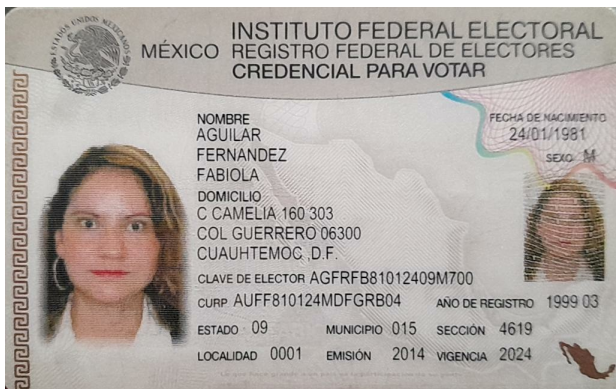 ESTADOS UNIDOS MEXICANOS
MÉXICO
INSTITUTO FEDERAL ELECTORAL
REGISTRO FEDERAL DE ELECTORES
CREDENCIAL PARA VOTAR
NOMBRE
AGUILAR
FERNANDEZ
FABIOLA
FECHA DE NACIMIENTO
24/01/1981
SEXO M
DOMICILIO
C CAMELIA 160 303
COL GUERRERO 06300
CUAUHTEMOC ,D.F.
CLAVE DE ELECTOR AGFRFB81012409M700
CURP AUFF810124MDFGRB04 AÑO DE REGISTRO 1999 03
ESTADO 09 MUNICIPIO 015 SECCIÓN 4619
LOCALIDAD 0001 EMISIÓN 2014 VIGENCIA 2024